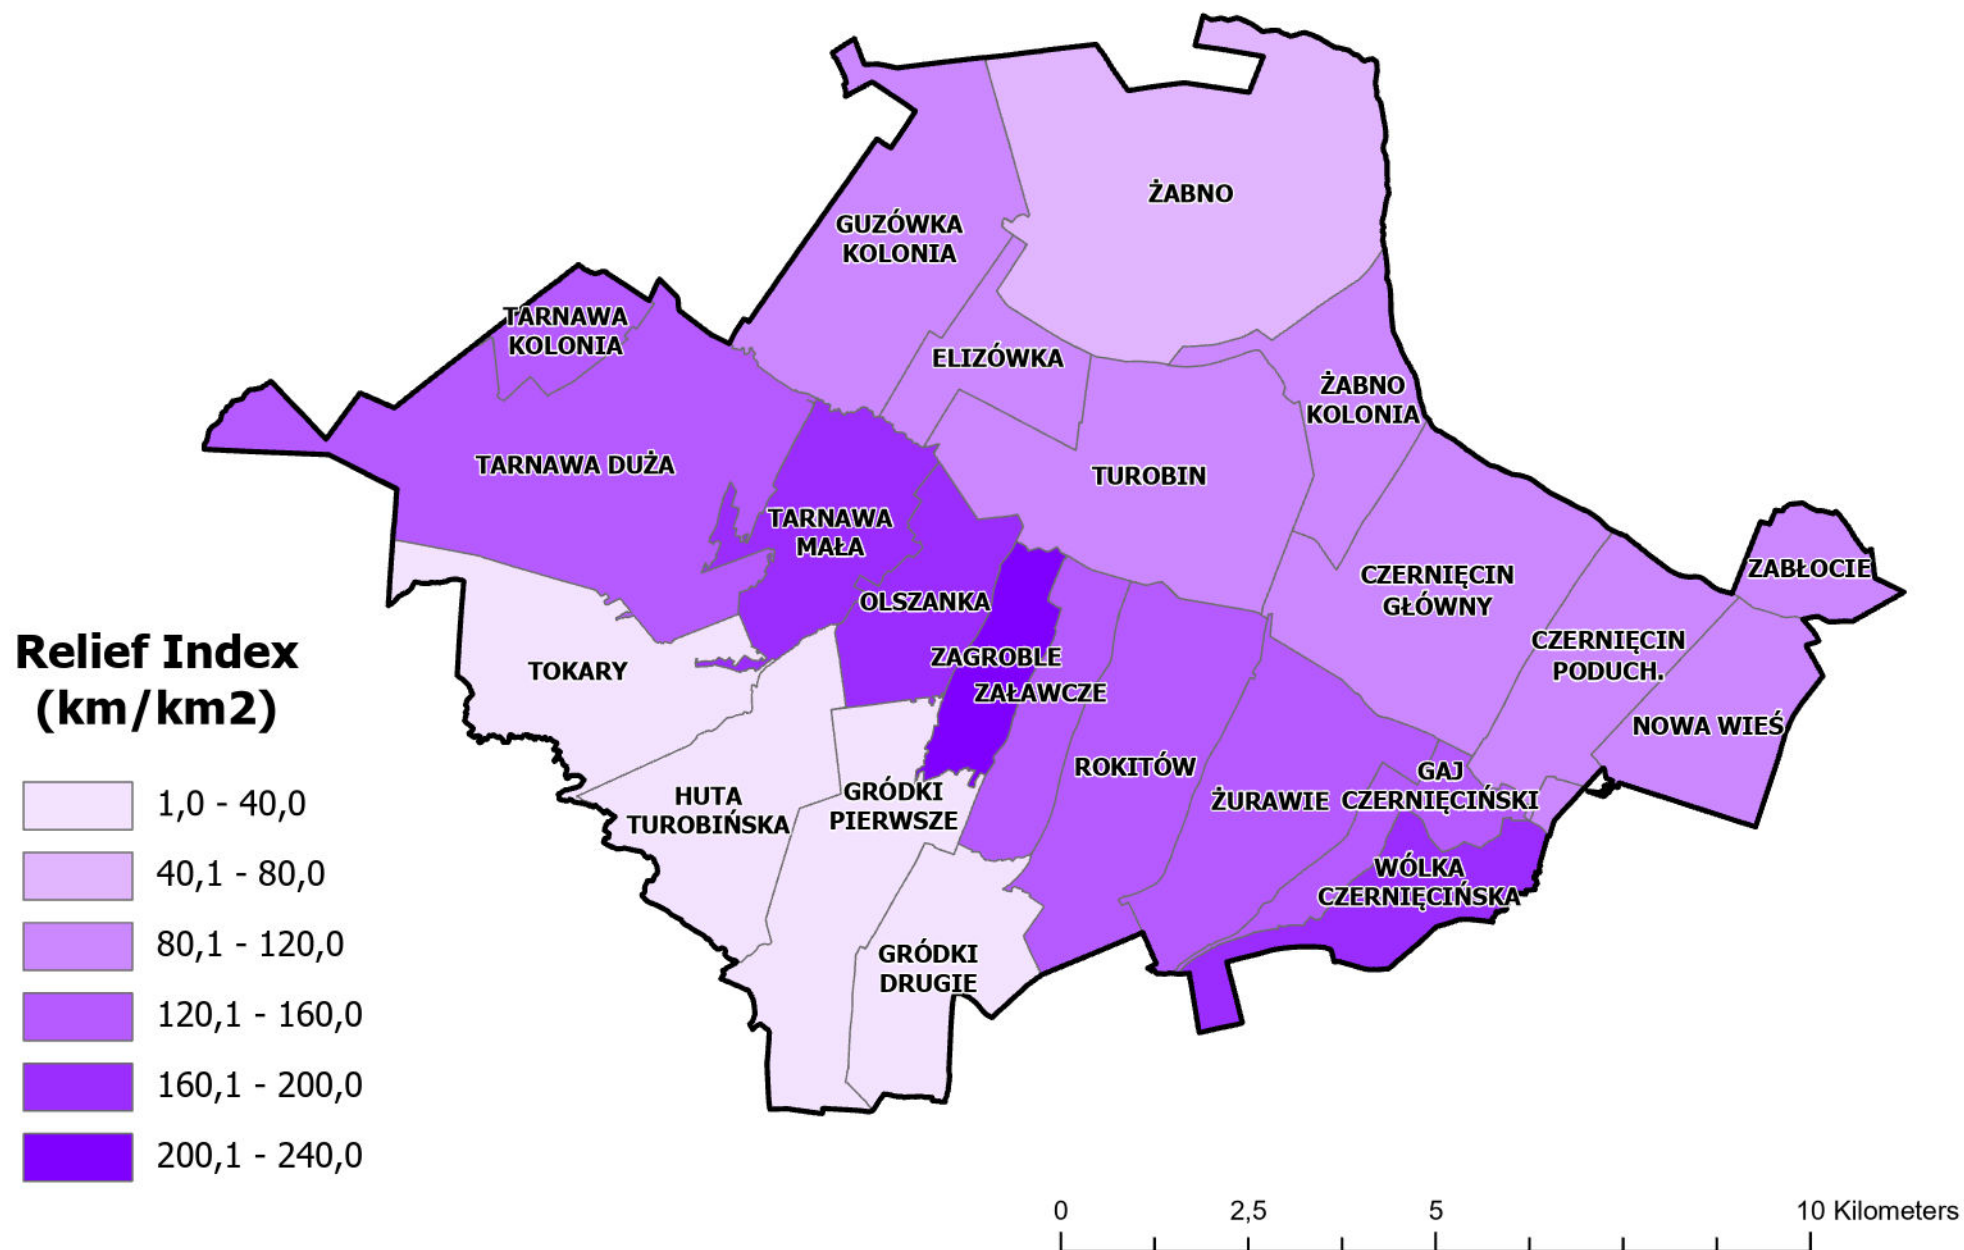 ŻABNO
GUZÓWKA
KOLONIA
TARNAWA
KOLONIA
ELIZÓWKA
ŻABNO
KOLONIA
TARNAWA DUŻA
TUROBIN
TARNAWA
MAŁA
ZABŁOCIE
CZERNIĘCIN
GŁÓWNY
OLSZANKA
CZERNIĘCIN
PODUCH.
ZAGROBLE
TOKARY
ZAŁAWCZE
NOWA WIEŚ
ROKITÓW
GAJ
CZERNIĘCIŃSKI
ŻURAWIE
HUTA
TUROBIŃSKA
GRÓDKI
PIERWSZE
WÓLKA
CZERNIĘCIŃSKA
GRÓDKI
DRUGIE
Relief Index
(km/km2)
1,0 - 40,0
40,1 - 80,0
80,1 - 120,0
120,1 - 160,0
160,1 - 200,0
200,1 - 240,0
0 2,5 5 10 Kilometers